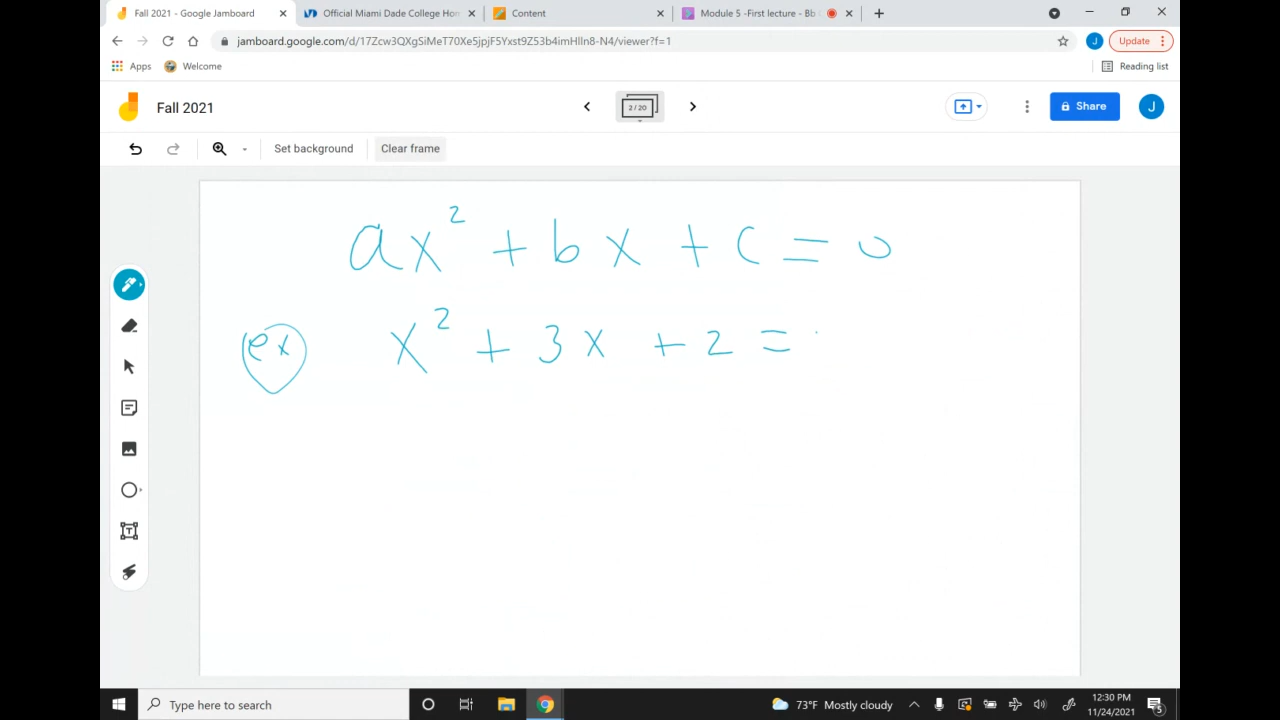 Fall 2021 - Google Jamboard
Official Miami Dade College Hom
Content
Module 5 -First lecture - Bb
jamboard.google.com/d/17Zcw3QXgSiMeT70Xe5jpjF5Yxst9Z53b4imHlIn8-N4/viewer?f=1
Update
Apps
Welcome
Reading list
Fall 2021
2 / 20
Share
J
Set background
Clear frame
ax² + bx + c = 0
ex x² + 3x + 2 =
Type here to search
73°F Mostly cloudy
12:30 PM
11/24/2021
5